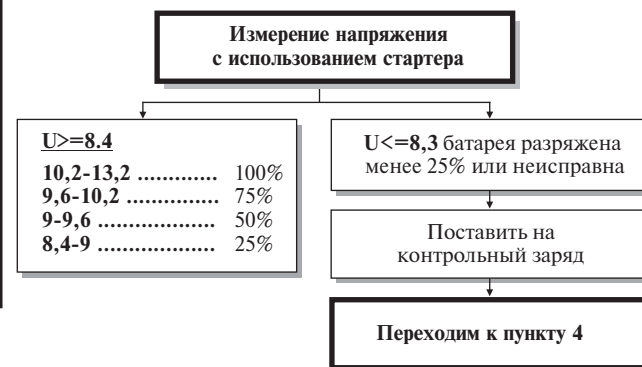 Измерение напряжения
с использованием стартера
U>=8.4
10,2-13,2 ............. 100%
9,6-10,2 ................ 75%
9-9,6 .................... 50%
8,4-9 .................... 25%
U<=8,3 батарея разряжена
менее 25% или неисправна
Поставить на
контрольный заряд
Переходим к пункту 4